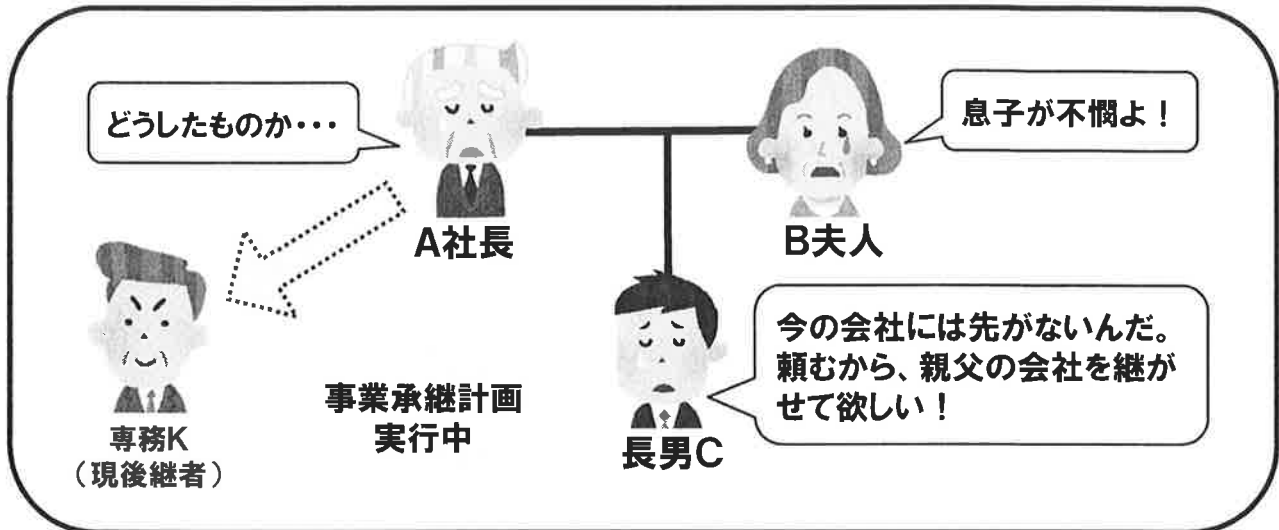 どうしたものか・・・
息子が不憫よ！
A社長
B夫人
今の会社には先がないんだ。
頼むから、親父の会社を継が
せて欲しい！
事業承継計画
実行中
専務K
（現後継者）
長男C